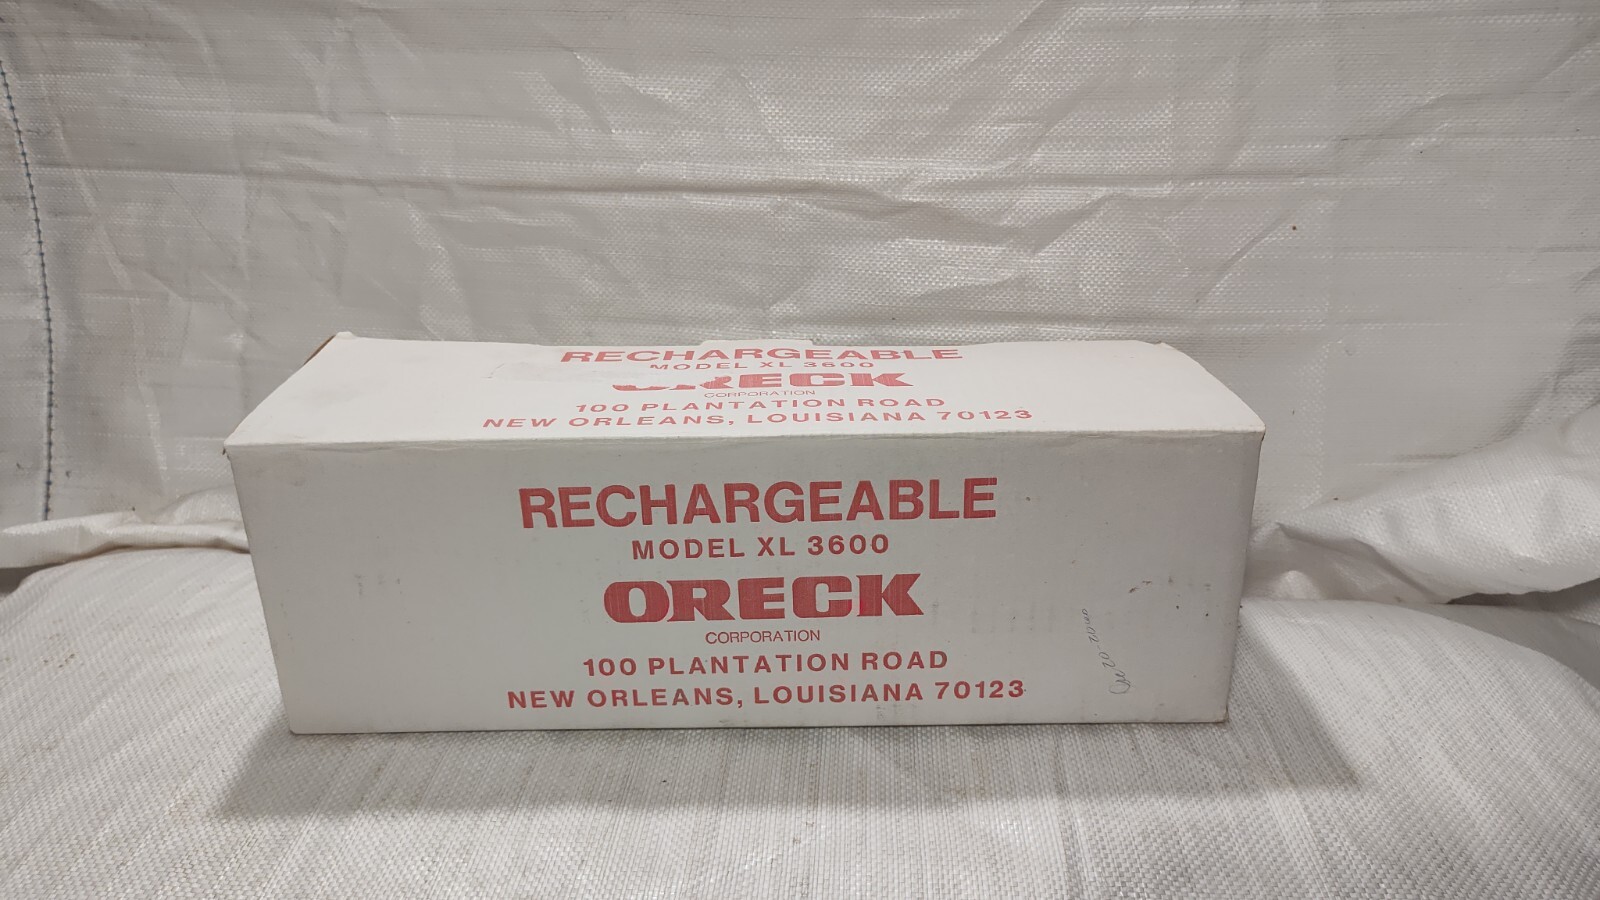 RECHARGEABLE
MODEL XL 3600
ORECK
CORPORATION
100 PLANTATION ROAD
NEW ORLEANS, LOUISIANA 70123
RECHARGEABLE
MODEL XL 3600
ORECK
CORPORATION
100 PLANTATION ROAD
NEW ORLEANS, LOUISIANA 70123